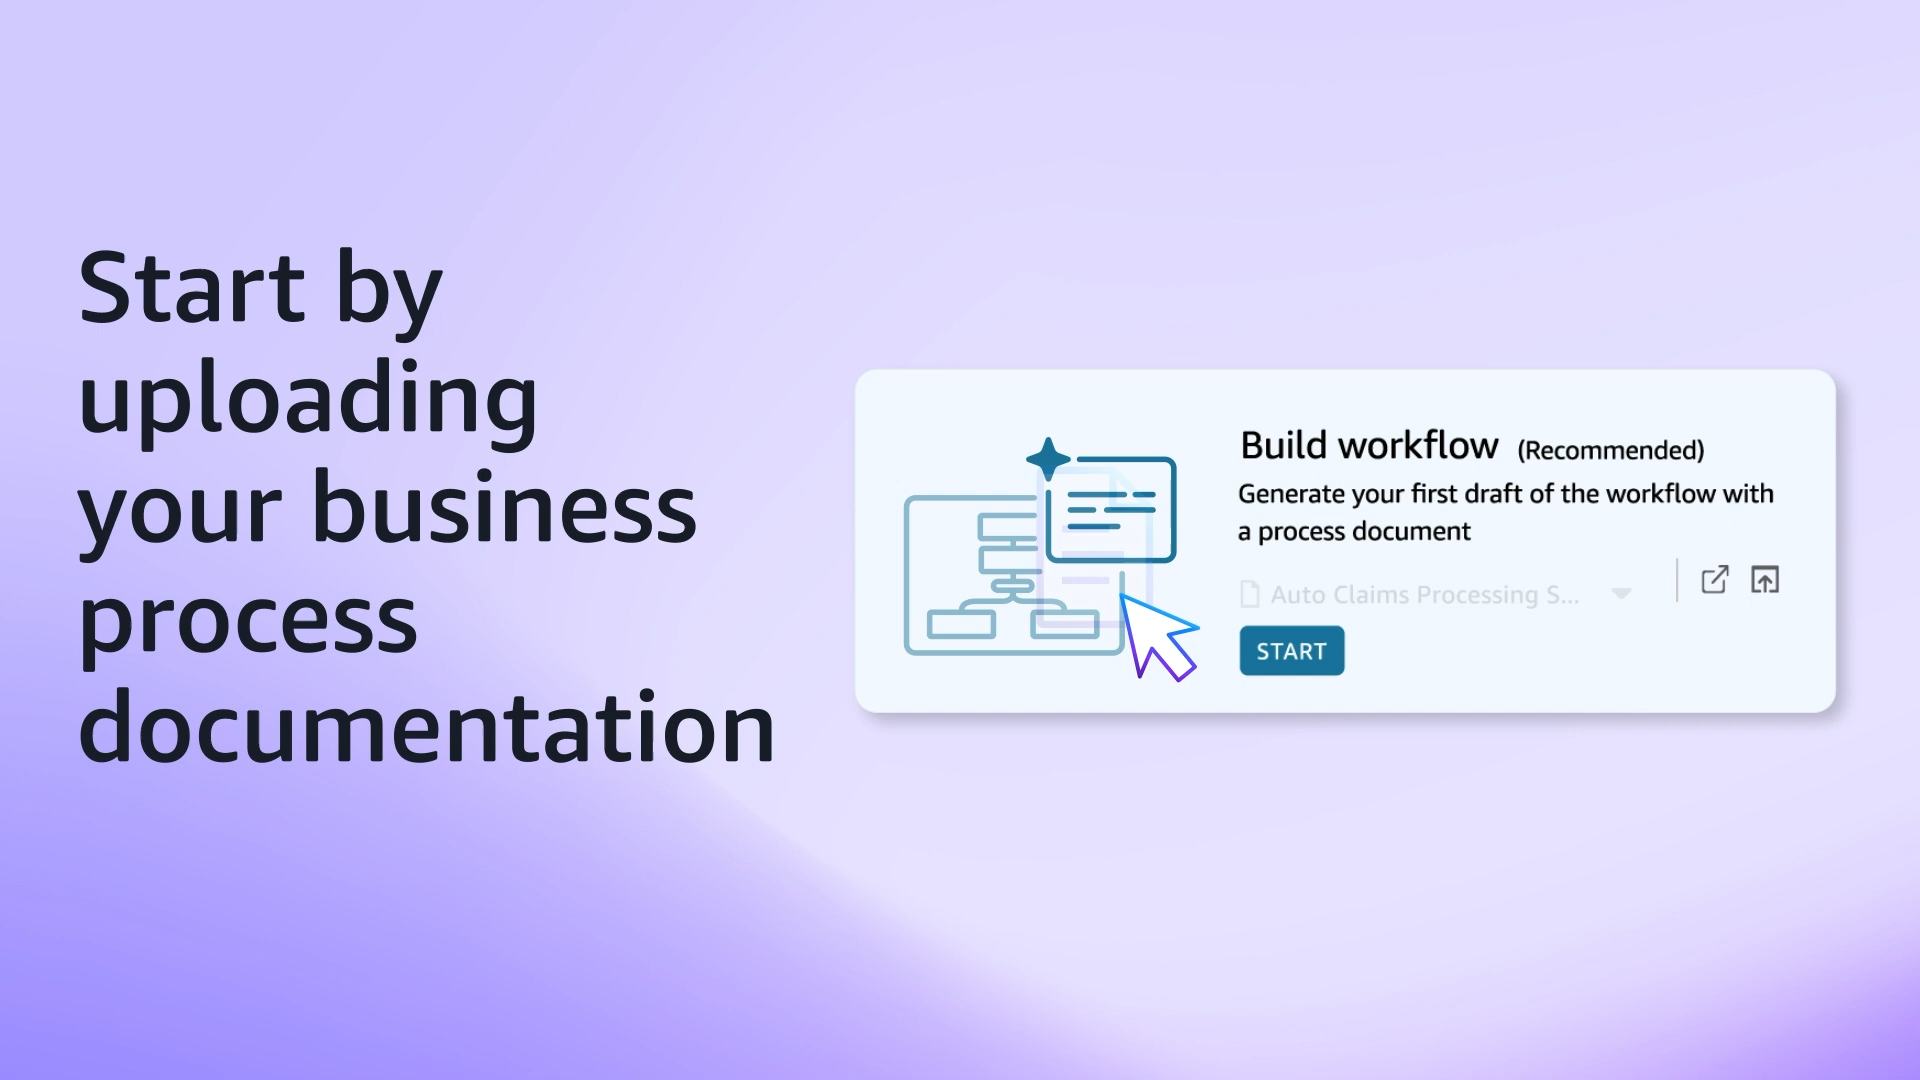 Start by
uploading
your business
process
documentation
Build workflow (Recommended)
Generate your first draft of the workflow with
a process document
Auto Claims Processing S...
START